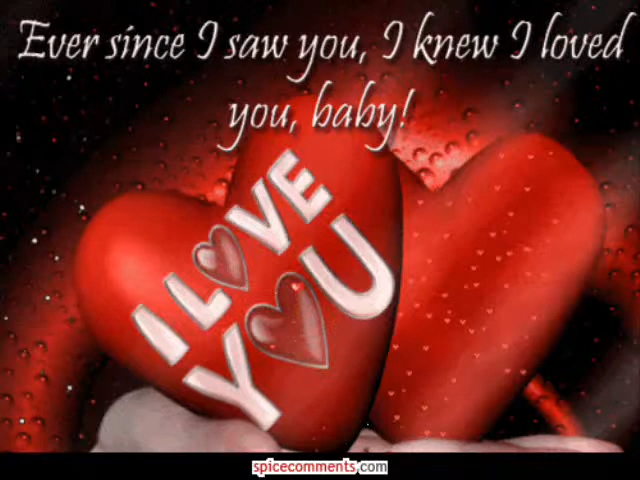 Ever since I saw you, I knew I loved
you, baby!
I LOVE
YOU
spicecomments.com